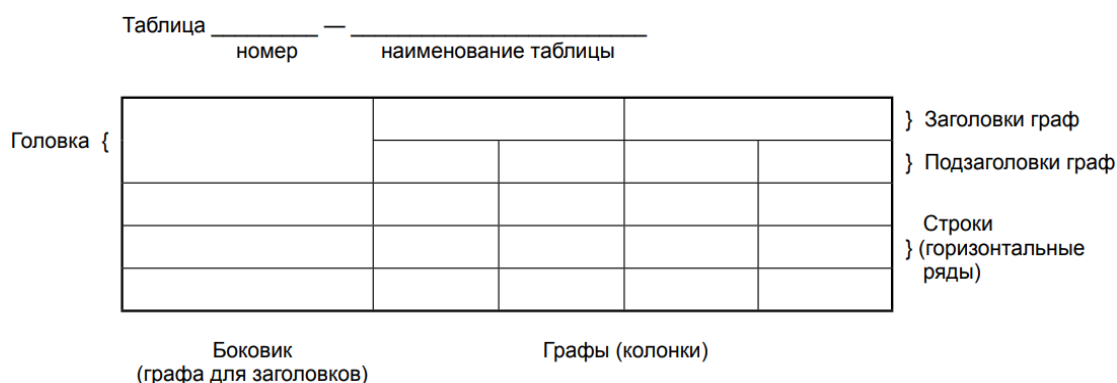 Таблица _________ — _________________________
номер наименование таблицы
Головка {
} Заголовки граф
} Подзаголовки граф
Строки
} (горизонтальные
ряды)
Боковик
(графа для заголовков)
Графы (колонки)